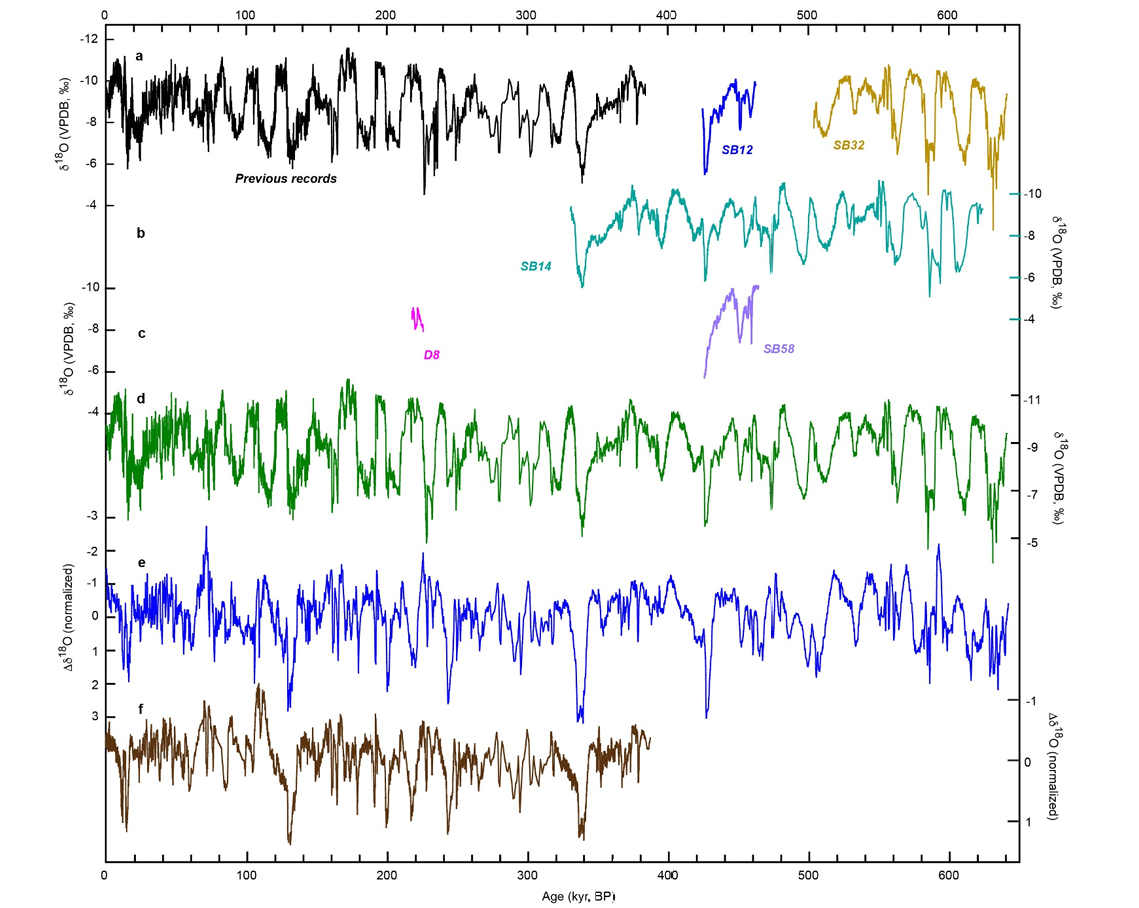 0 100 200 300 400 500 600
-12
-10
-8
-6
-4
δ18O (VPDB, ‰)
a
Previous records
SB12
SB32
b
SB14
-10
-8
-6
-4
δ18O (VPDB, ‰)
-10
-8
-6
-4
δ18O (VPDB, ‰)
c
D8
SB58
d
-11
-9
-7
-5
δ18O (VPDB, ‰)
-3
-2
-1
0
1
2
3
Δδ18O (normalized)
e
f
-1
0
1
Δδ18O (normalized)
0 100 200 300 400 500 600
Age (kyr, BP)